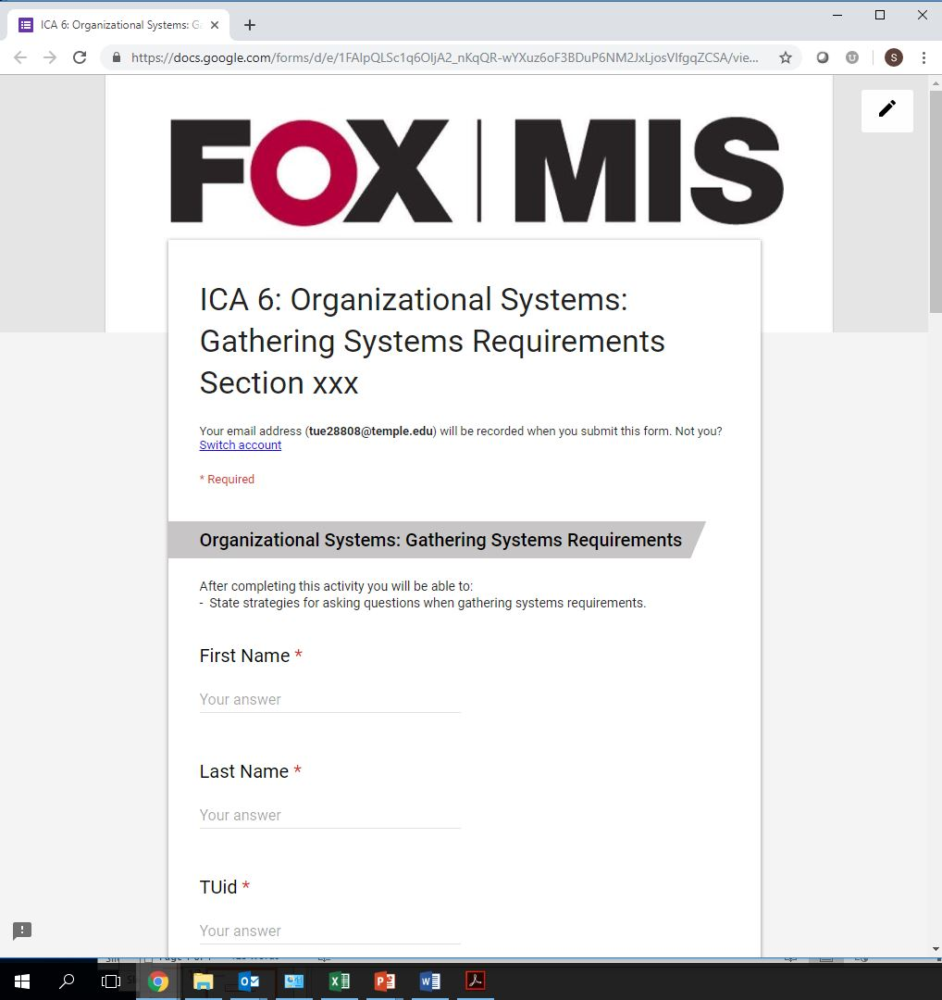 ICA 6: Organizational Systems: G
https://docs.google.com/forms/d/e/1FAIpQLSc1q6OIjA2_nKqQR-wYXuz6oF3BDuP6NM2JxLjosVIfgqZCSA/vie...
S
FOX | MIS
ICA 6: Organizational Systems:
Gathering Systems Requirements
Section xxx
Your email address (tue28808@temple.edu) will be recorded when you submit this form. Not you?
Switch account
* Required
Organizational Systems: Gathering Systems Requirements
After completing this activity you will be able to:
- State strategies for asking questions when gathering systems requirements.
First Name *
Your answer
Last Name *
Your answer
TUid *
Your answer